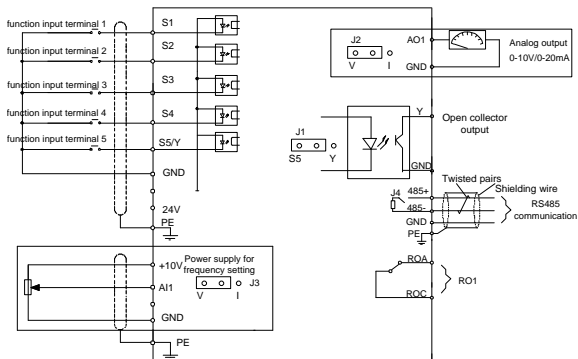 function input terminal 1
S1
function input terminal 2
S2
function input terminal 3
S3
function input terminal 4
S4
function input terminal 5
S5/Y
GND
24V
PE
+10V
Power supply for
frequency setting
J3
V I
AI1
GND
PE
J2
V I
AO1
GND
Analog output
0-10V/0-20mA
J1
S5 Y
Y
GND
Open collector
output
Twisted pairs
Shielding wire
J4
485+
485-
GND
PE
RS485
communication
ROA
ROC
RO1